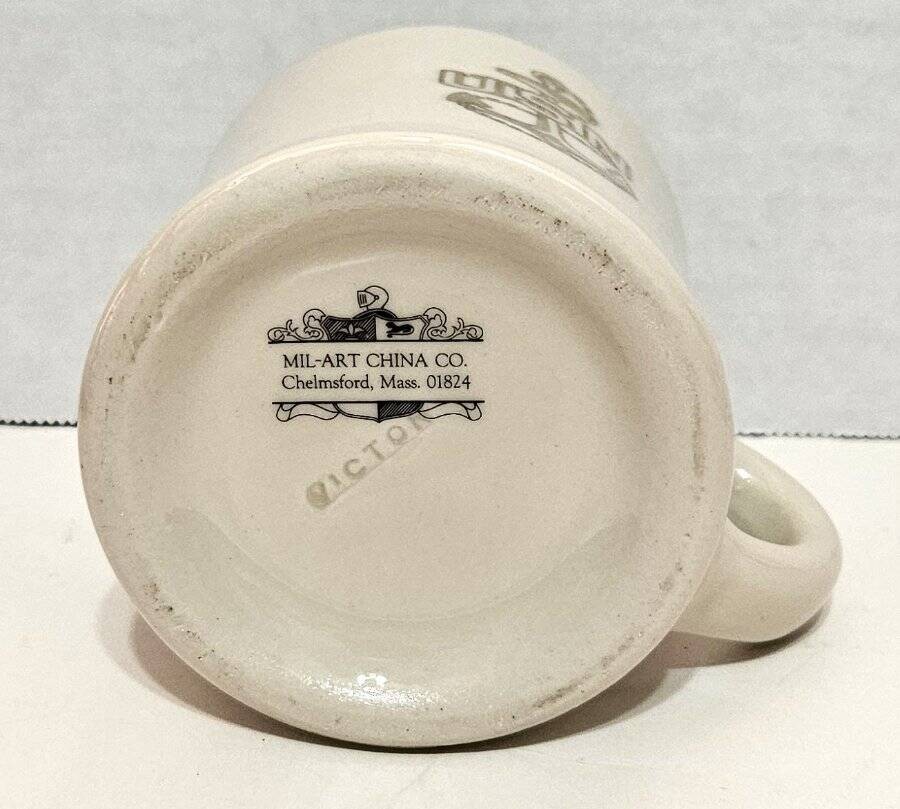 MIL-ART CHINA CO.
Chelmsford, Mass. 01824
VICTOR